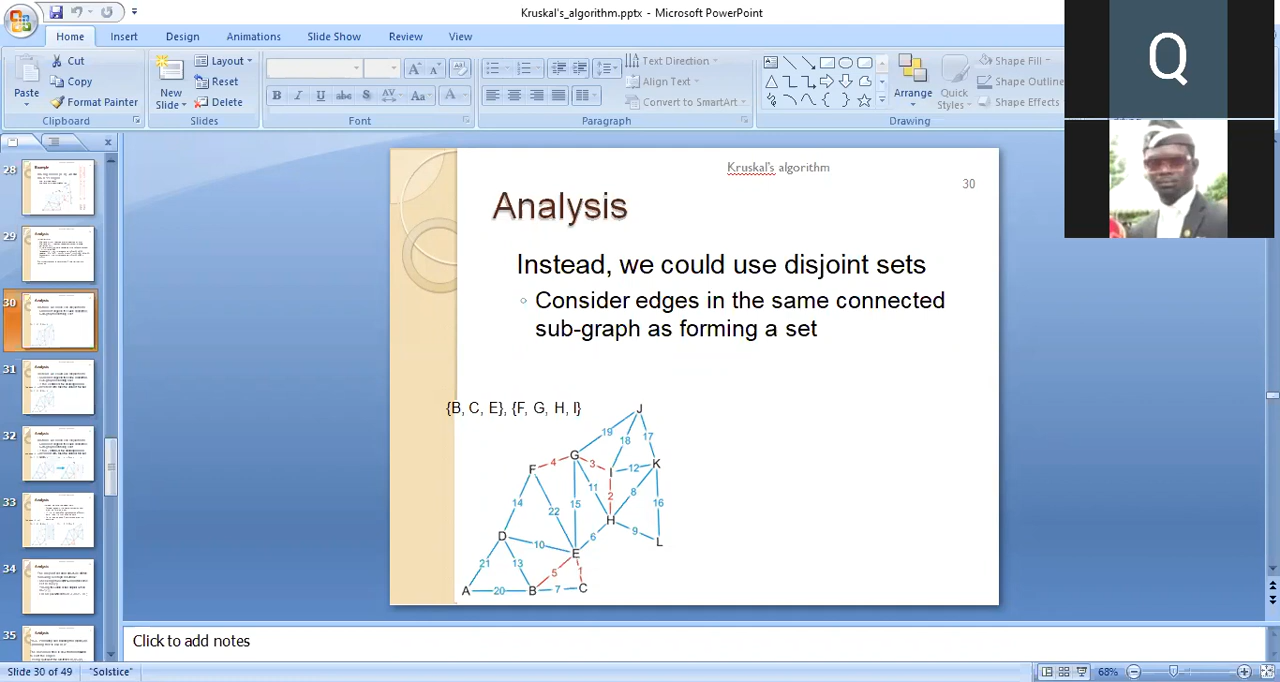 Kruskal's_algorithm.pptx - Microsoft PowerPoint
Home Insert Design Animations Slide Show Review View
Paste
Cut
Copy
Format Painter
Clipboard
New Slide
Layout
Reset
Delete
Slides
B I U abc S AV Aa A
Font
Text Direction
Align Text
Convert to SmartArt
Paragraph
Arrange
Quick Styles
Shape Fill
Shape Outline
Shape Effects
Drawing
Q
28
29
30
31
32
33
34
35
Kruskal's algorithm
30
Analysis
Instead, we could use disjoint sets
Consider edges in the same connected
sub-graph as forming a set
{B, C, E}, {F, G, H, I}
J
19 18 17
F 4 G 3 I 12 K
14 22 15 11 2 8 16
D 10 E 6 H 9 L
21 13 5 1
A 20 B 7 C
Click to add notes
Slide 30 of 49 "Solstice" 68%